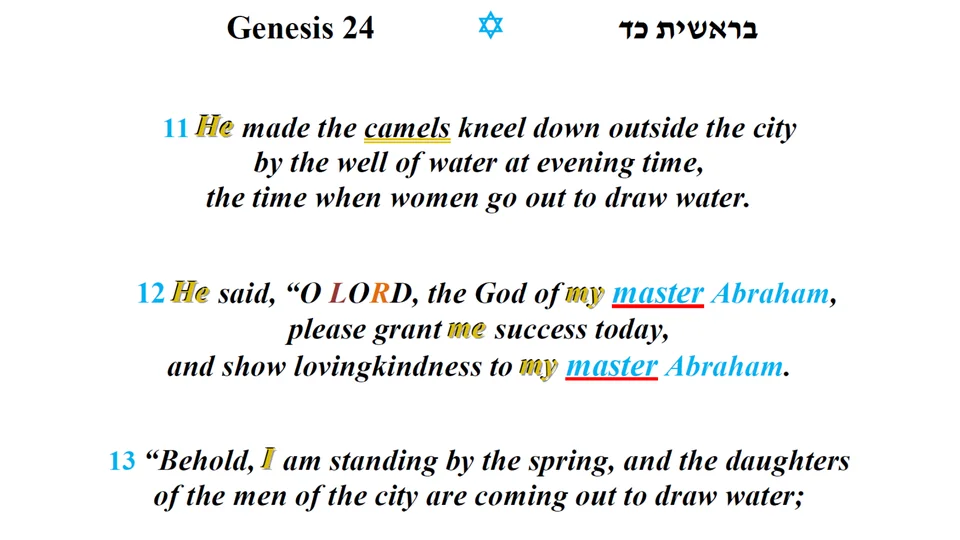 Genesis 24 ✡ בראשית כד
11 He made the camels kneel down outside the city
by the well of water at evening time,
the time when women go out to draw water.
12 He said, “O LORD, the God of my master Abraham,
please grant me success today,
and show lovingkindness to my master Abraham.
13 “Behold, I am standing by the spring, and the daughters
of the men of the city are coming out to draw water;